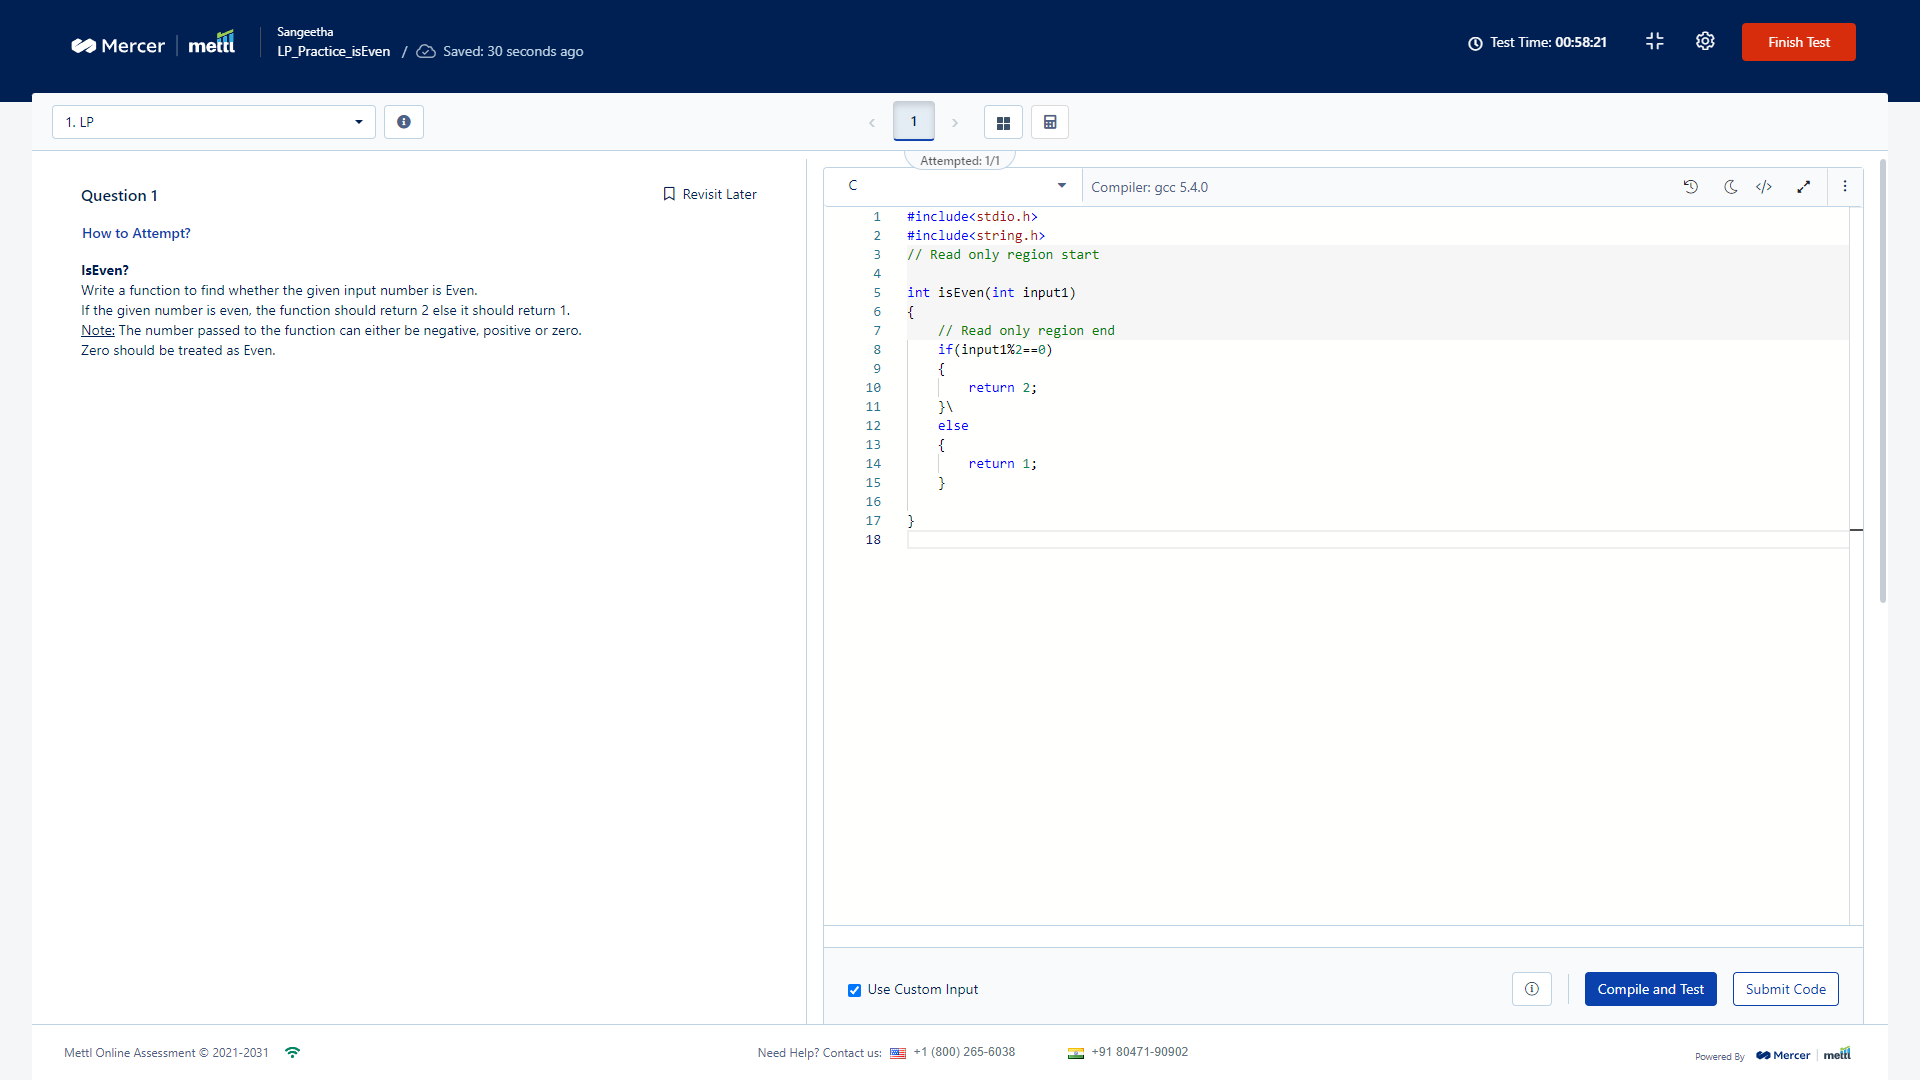 Mercer | mettl
Sangeetha
LP_Practice_isEven / Saved: 30 seconds ago
Test Time: 00:58:21
Finish Test
1. LP
1
Attempted: 1/1
Question 1
Revisit Later
How to Attempt?
IsEven?
Write a function to find whether the given input number is Even.
If the given number is even, the function should return 2 else it should return 1.
Note: The number passed to the function can either be negative, positive or zero.
Zero should be treated as Even.
C
Compiler: gcc 5.4.0
1 #include<stdio.h>
2 #include<string.h>
3 // Read only region start
4
5 int isEven(int input1)
6 {
7     // Read only region end
8     if(input1%2==0)
9     {
10         return 2;
11     }\
12     else
13     {
14         return 1;
15     }
16
17 }
18
Use Custom Input
Compile and Test
Submit Code
Mettl Online Assessment © 2021-2031
Need Help? Contact us: +1 (800) 265-6038
+91 80471-90902
Powered By Mercer | mettl